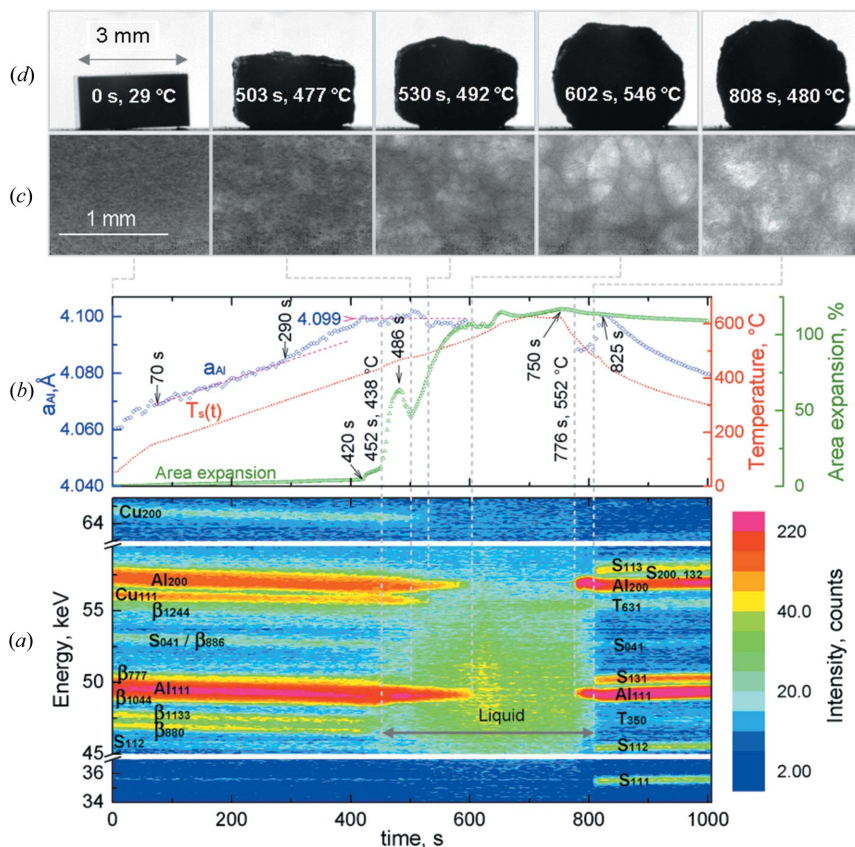 (d)
3 mm
0 s, 29 °C
503 s, 477 °C
530 s, 492 °C
602 s, 546 °C
808 s, 480 °C
(c)
1 mm
(b)
aAl, Å
4.100
4.080
4.060
4.040
4.099
70 s
290 s
486 s
aAl
Ts(t)
Area expansion
420 s
452 s, 438 °C
750 s
776 s, 552 °C
825 s
600
400
200
0
Temperature, °C
100
50
0
Area expansion, %
(a)
Energy, keV
64
55
50
45
36
34
Cu200
Al200
Cu111
β1244
S041 / β886
β777
Al111
β1044
β1133
β880
S112
Liquid
S113
S200, 132
Al200
T631
S041
S131
Al111
T350
S112
S111
0
200
400
600
800
1000
time, s
220
40.0
20.0
2.00
Intensity, counts